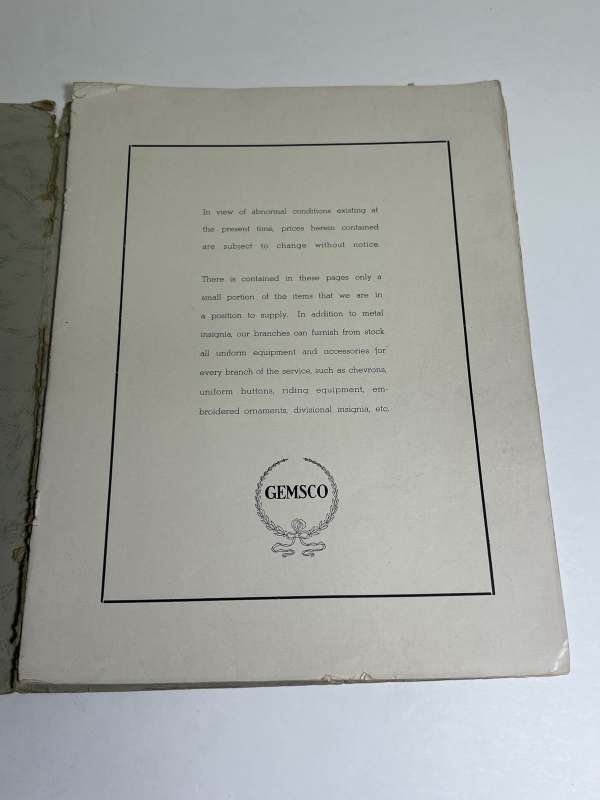 In view of abnormal conditions existing at
the present time, prices herein contained
are subject to change without notice.
There is contained in these pages only a
small portion of the items that we are in
a position to supply. In addition to metal
insignia, our branches can furnish from stock
all uniform equipment and accessories for
every branch of the service, such as chevrons,
uniform buttons, riding equipment, em-
broidered ornaments, divisional insignia, etc.
GEMSCO